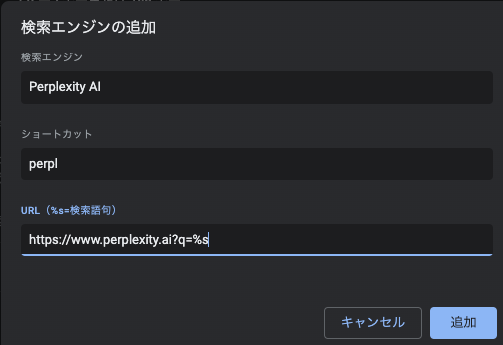 検索エンジンの追加
検索エンジン
Perplexity AI
ショートカット
perpl
URL（%s=検索語句）
https://www.perplexity.ai?q=%s
キャンセル
追加